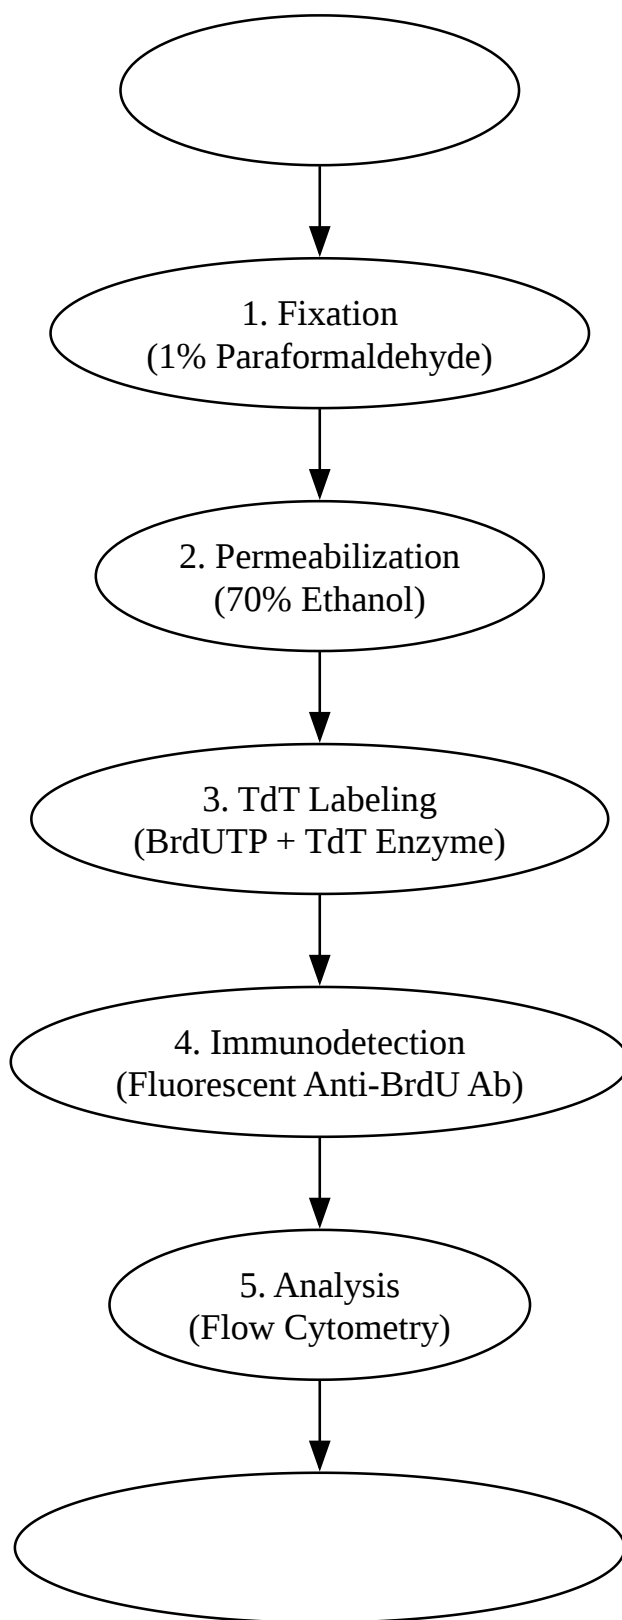 1. Fixation
(1% Paraformaldehyde)
2. Permeabilization
(70% Ethanol)
3. TdT Labeling
(BrdUTP + TdT Enzyme)
4. Immunodetection
(Fluorescent Anti-BrdU Ab)
5. Analysis
(Flow Cytometry)